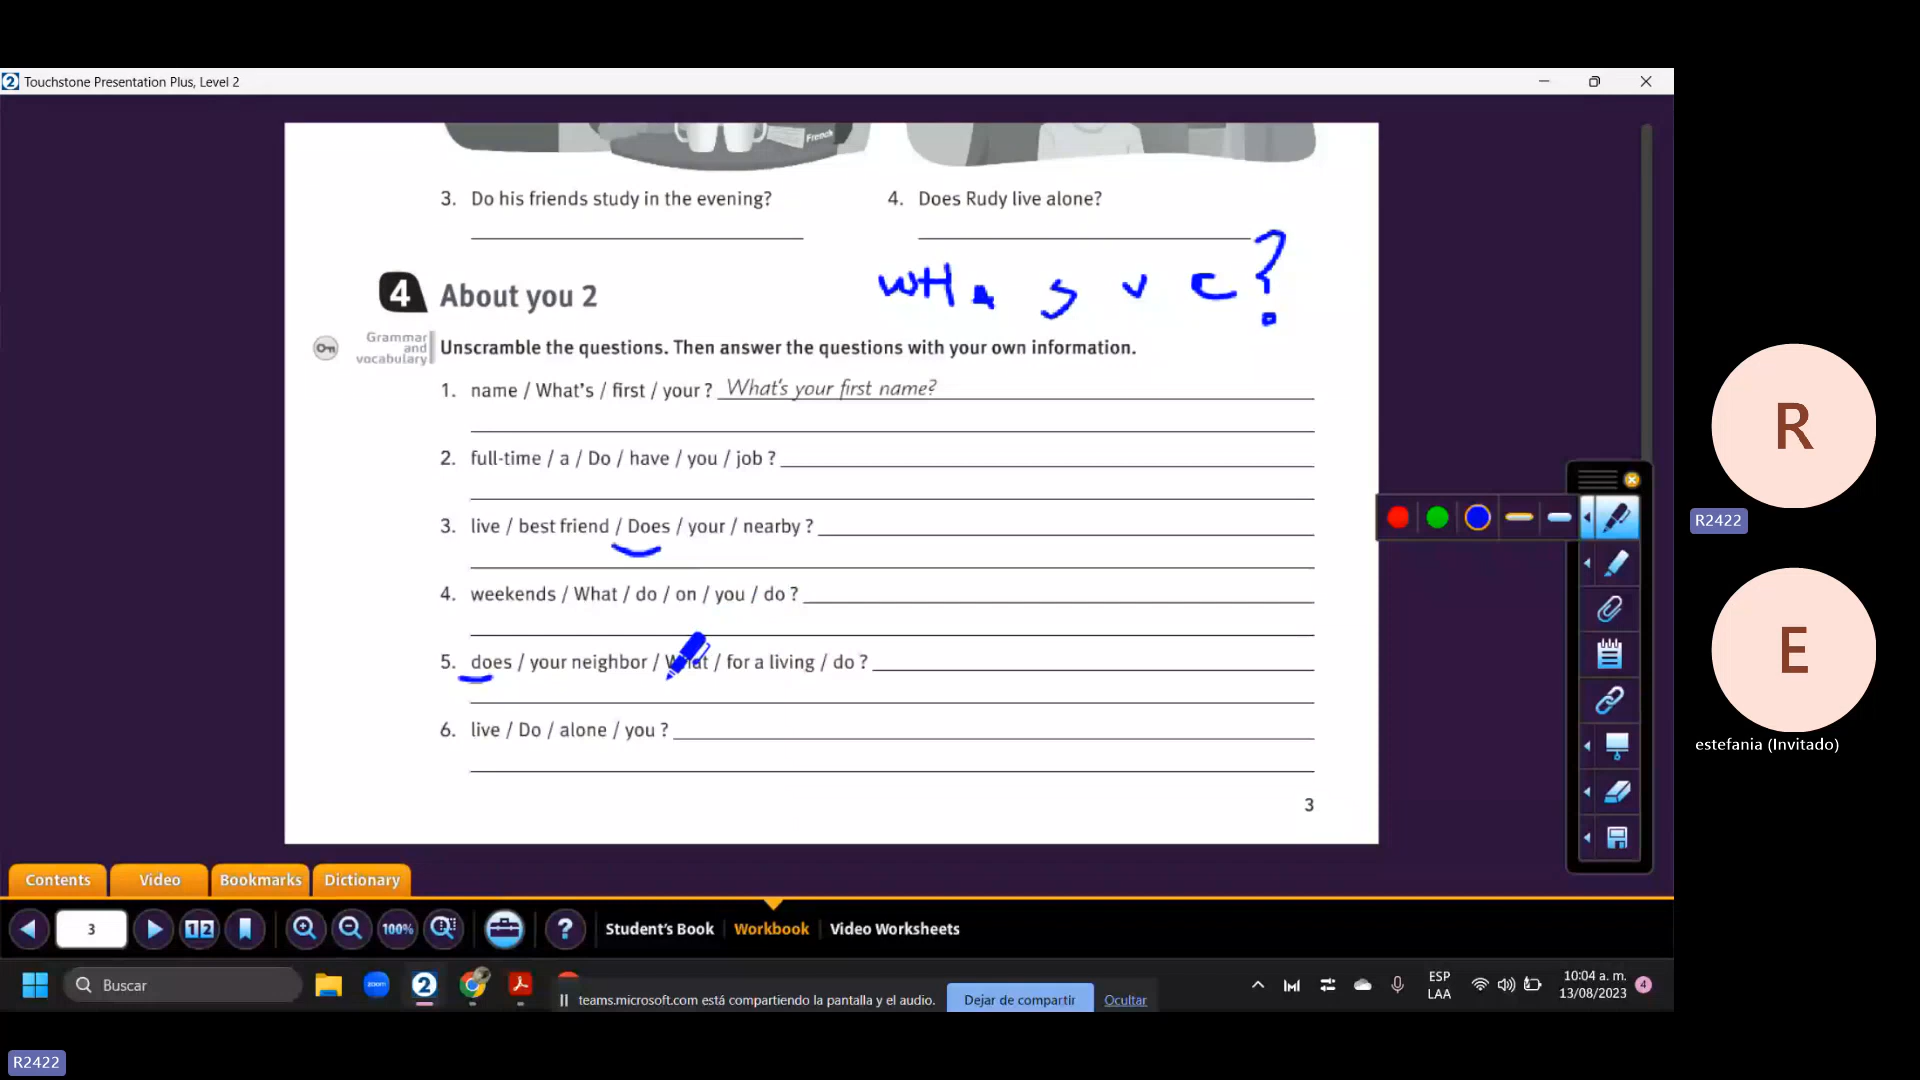 Touchstone Presentation Plus, Level 2
French
3. Do his friends study in the evening?
4. Does Rudy live alone?
WH A S V C ?
4 About you 2
Grammar and vocabulary
Unscramble the questions. Then answer the questions with your own information.
1. name / What's / first / your ? What's your first name?
2. full-time / a / Do / have / you / job ?
3. live / best friend / Does / your / nearby ?
4. weekends / What / do / on / you / do ?
5. does / your neighbor / What / for a living / do ?
6. live / Do / alone / you ?
3
R
R2422
E
estefania (Invitado)
Contents Video Bookmarks Dictionary
3 12 100% ? Student's Book Workbook Video Worksheets
Buscar
zoom
2
teams.microsoft.com está compartiendo la pantalla y el audio. Dejar de compartir Ocultar
ESP LAA
10:04 a. m.
13/08/2023
4
R2422